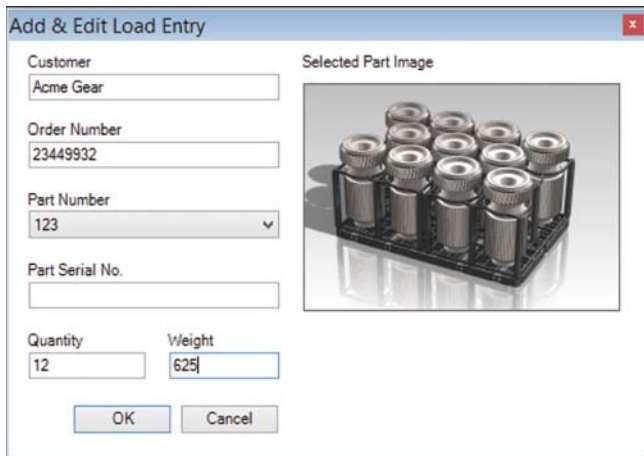 Add & Edit Load Entry
x
Customer
Acme Gear
Selected Part Image
Order Number
23449932
Part Number
123
Part Serial No.
Quantity
Weight
12
625
OK
Cancel